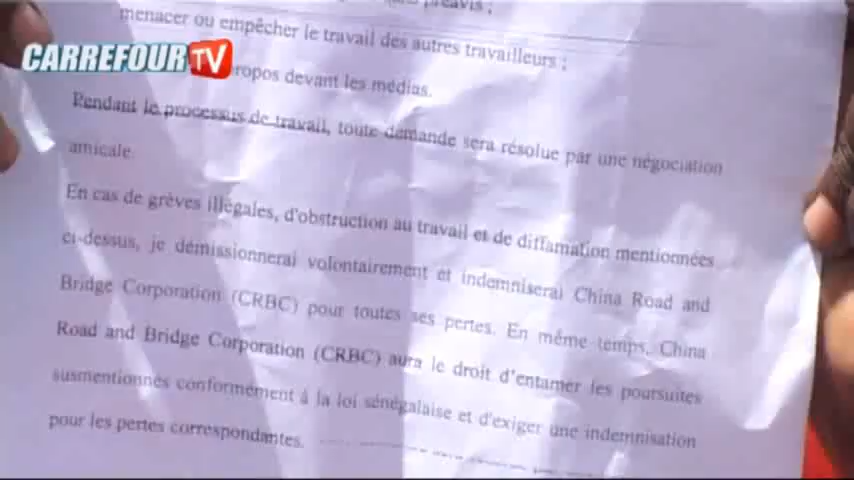 préavis ;
menacer ou empêcher le travail des autres travailleurs ;
CARREFOUR TV
propos devant les médias.
Pendant le processus de travail, toute demande sera résolue par une négociation
amicale.
En cas de grèves illégales, d'obstruction au travail et de diffamation mentionnées
ci-dessus, je démissionnerai volontairement et indemniserai China Road and
Bridge Corporation (CRBC) pour toutes ses pertes. En même temps, China
Road and Bridge Corporation (CRBC) aura le droit d'entamer les poursuites
susmentionnés conformément à la loi sénégalaise et d'exiger une indemnisation
pour les pertes correspondantes.